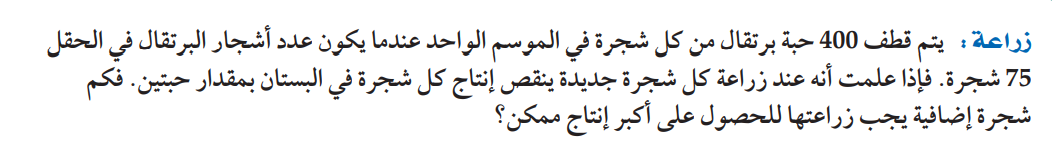 زراعة : يتم قطف 400 حبة برتقال من كل شجرة في الموسم الواحد عندما يكون عدد أشجار البرتقال في الحقل
75 شجرة. فإذا علمت أنه عند زراعة كل شجرة جديدة ينقص إنتاج كل شجرة في البستان بمقدار حبتين. فكم
شجرة إضافية يجب زراعتها للحصول على أكبر إنتاج ممكن؟